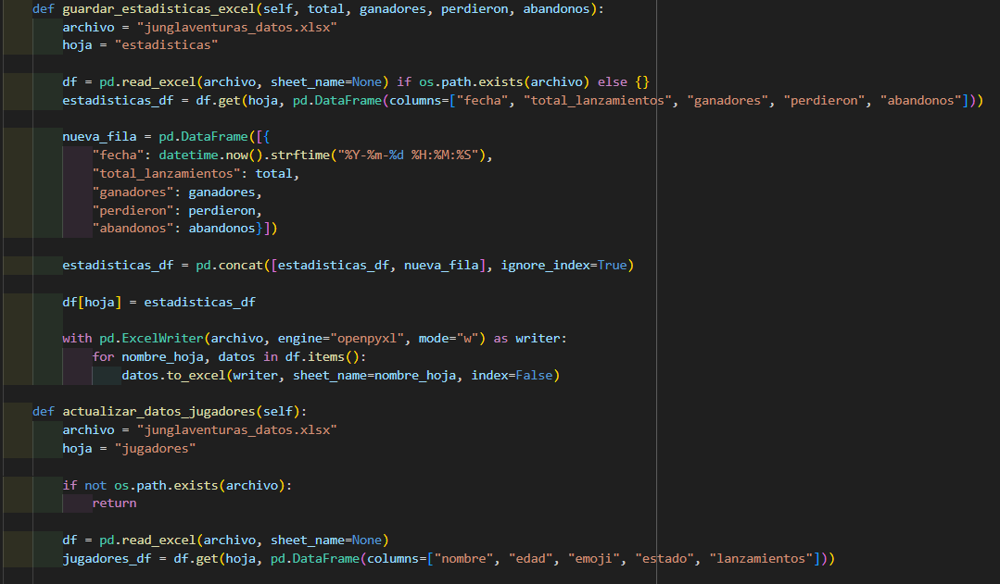 def guardar_estadisticas_excel(self, total, ganadores, perdieron, abandonos):
archivo = "junglaventuras_datos.xlsx"
hoja = "estadisticas"
df = pd.read_excel(archivo, sheet_name=None) if os.path.exists(archivo) else {}
estadisticas_df = df.get(hoja, pd.DataFrame(columns=["fecha", "total_lanzamientos", "ganadores", "perdieron", "abandonos"]))
nueva_fila = pd.DataFrame([{
"fecha": datetime.now().strftime("%Y-%m-%d %H:%M:%S"),
"total_lanzamientos": total,
"ganadores": ganadores,
"perdieron": perdieron,
"abandonos": abandonos}])
estadisticas_df = pd.concat([estadisticas_df, nueva_fila], ignore_index=True)
df[hoja] = estadisticas_df
with pd.ExcelWriter(archivo, engine="openpyxl", mode="w") as writer:
for nombre_hoja, datos in df.items():
datos.to_excel(writer, sheet_name=nombre_hoja, index=False)
def actualizar_datos_jugadores(self):
archivo = "junglaventuras_datos.xlsx"
hoja = "jugadores"
if not os.path.exists(archivo):
return
df = pd.read_excel(archivo, sheet_name=None)
jugadores_df = df.get(hoja, pd.DataFrame(columns=["nombre", "edad", "emoji", "estado", "lanzamientos"]))